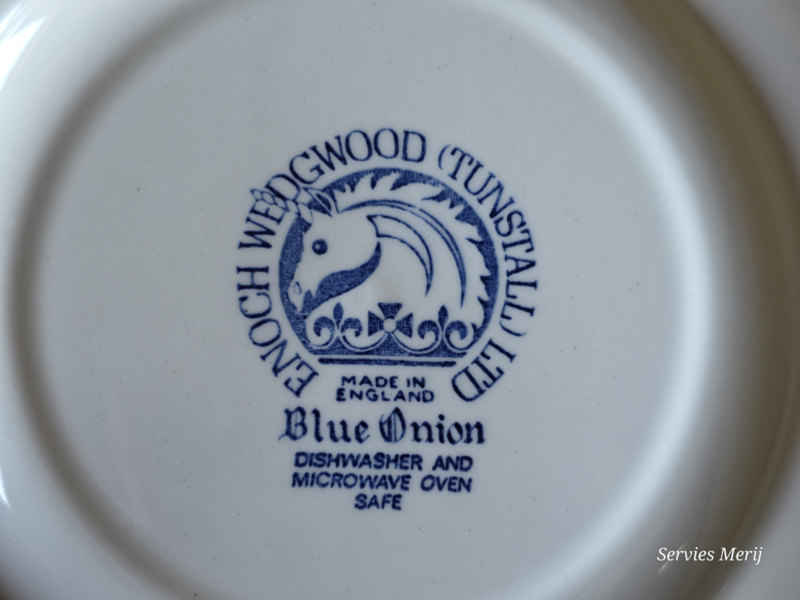 ENOCH WEDGWOOD (TUNSTALL) LTD
MADE IN
ENGLAND
Blue Onion
DISHWASHER AND
MICROWAVE OVEN
SAFE
Servies Merij